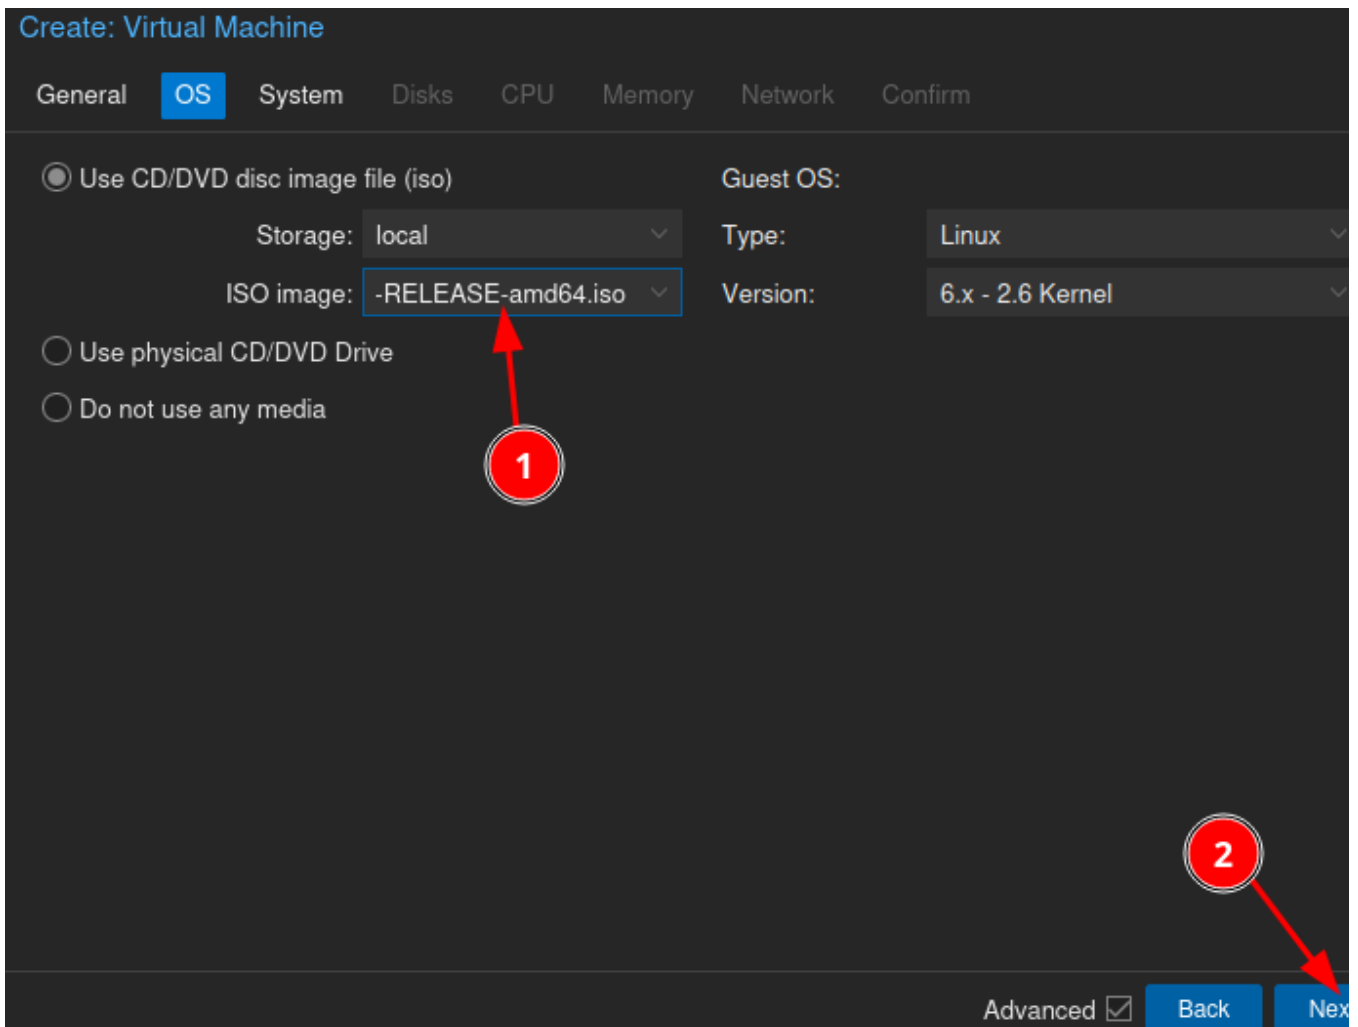 Create: Virtual Machine
General OS System Disks CPU Memory Network Confirm
Use CD/DVD disc image file (iso)
Guest OS:
Storage: local
Type: Linux
ISO image: -RELEASE-amd64.iso
Version: 6.x - 2.6 Kernel
Use physical CD/DVD Drive
Do not use any media
1
2
Advanced Back Nex